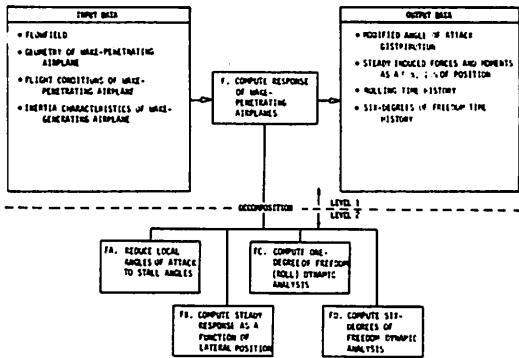 INPUT DATA
• FLOWFIELD
• GEOMETRY OF WAKE-PENETRATING
AIRPLANE
• FLIGHT CONDITIONS OF WAKE-
PENETRATING AIRPLANE
• INERTIA CHARACTERISTICS OF WAKE-
GENERATING AIRPLANE
F. COMPUTE RESPONSE
OF WAKE-
PENETRATING
AIRPLANES
OUTPUT DATA
• MODIFIED ANGLE OF ATTACK
DISTRIBUTION
• STEADY INDUCED FORCES AND MOMENTS
AS A OF POSITION
• ROLLING TIME HISTORY
• SIX-DEGREES OF FREEDOM TIME
HISTORY
DECOMPOSITION
LEVEL 1
LEVEL 2
FA. REDUCE LOCAL
ANGLES OF ATTACK
TO STALL ANGLES
FC. COMPUTE ONE-
DEGREE OF FREEDOM
(ROLL) DYNAMIC
ANALYSIS
FB. COMPUTE STEADY
RESPONSE AS A
FUNCTION OF
LATERAL POSITION
FD. COMPUTE SIX-
DEGREES OF
FREEDOM DYNAMIC
ANALYSIS